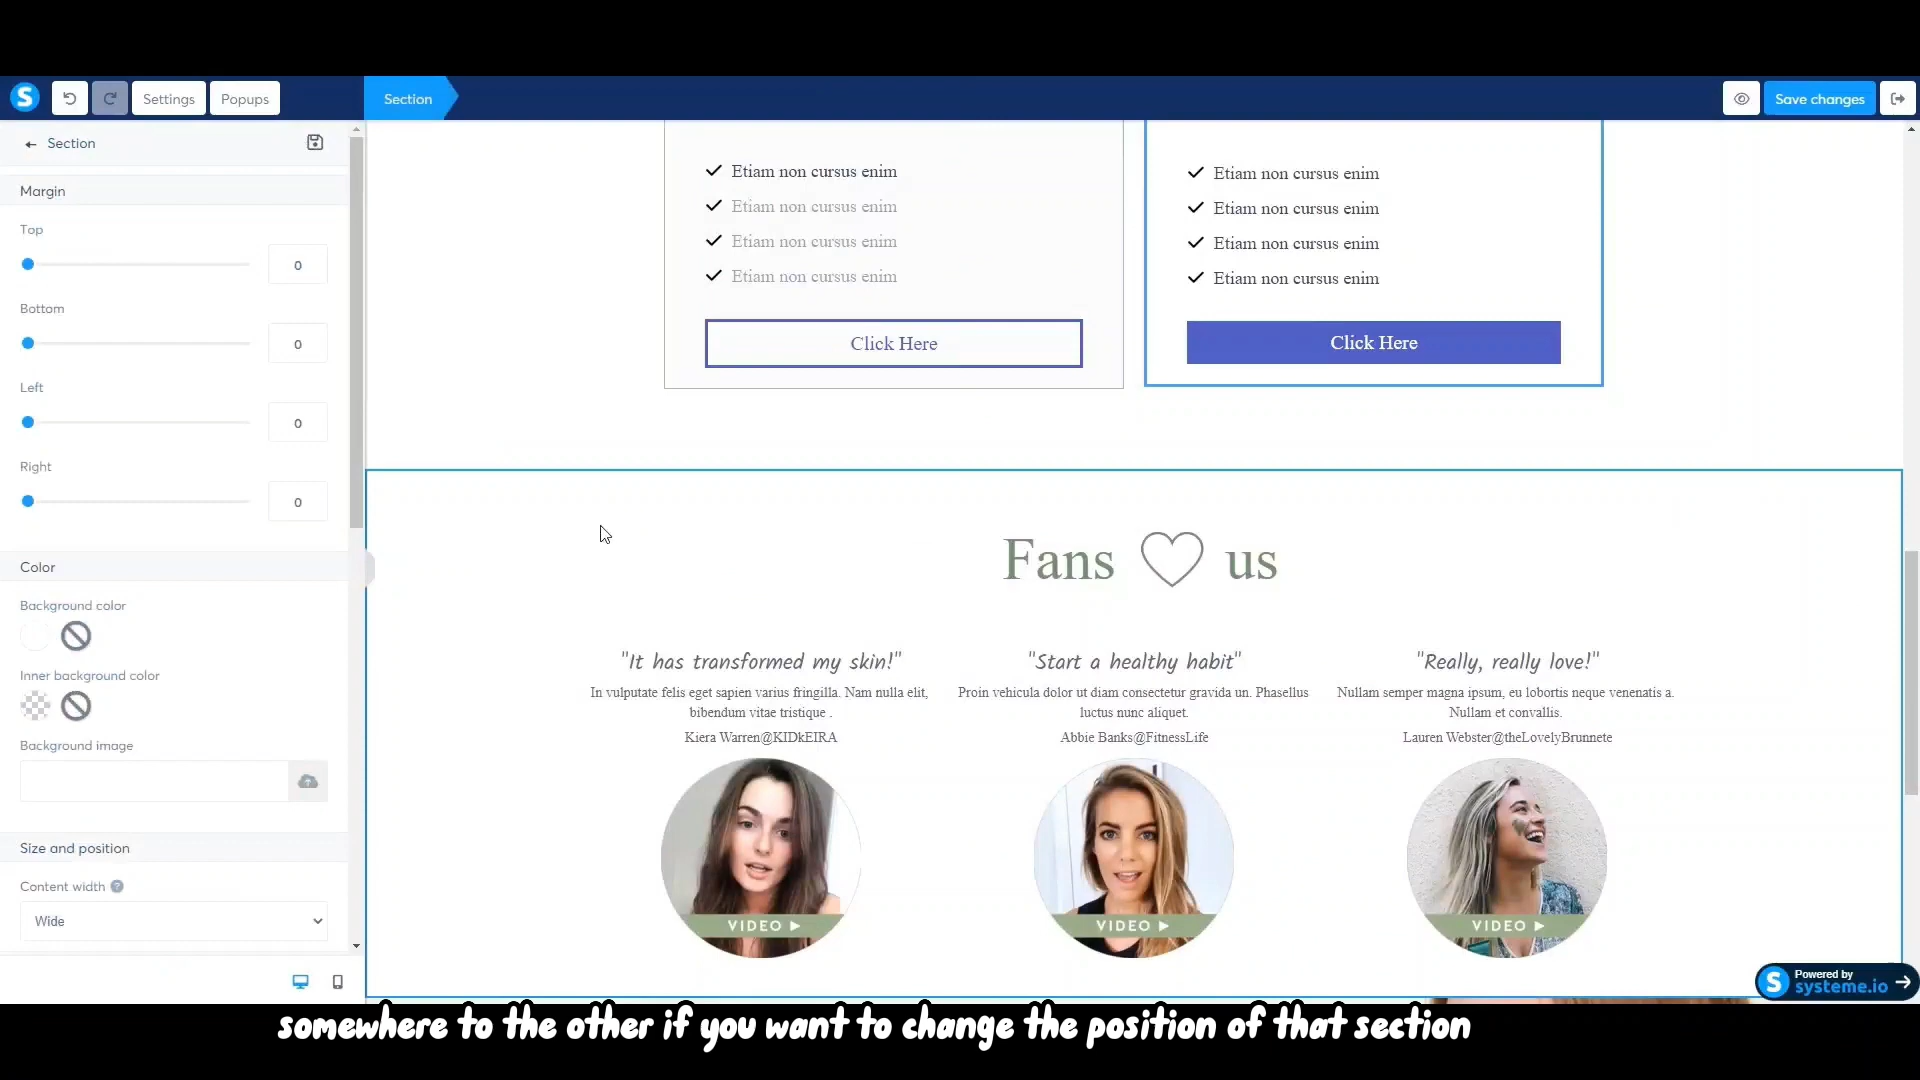 S
Settings
Popups
Section
Save changes
Section
Margin
Top
0
Bottom
0
Left
0
Right
0
Color
Background color
Inner background color
Background image
Size and position
Content width ?
Wide
Etiam non cursus enim
Etiam non cursus enim
Etiam non cursus enim
Etiam non cursus enim
Click Here
Etiam non cursus enim
Etiam non cursus enim
Etiam non cursus enim
Etiam non cursus enim
Click Here
Fans us
"It has transformed my skin!"
In vulputate felis eget sapien varius fringilla. Nam nulla elit,
bibendum vitae tristique .
Kiera Warren@KIDkEIRA
VIDEO
"Start a healthy habit"
Proin vehicula dolor ut diam consectetur gravida un. Phasellus
luctus nunc aliquet.
Abbie Banks@FitnessLife
VIDEO
"Really, really love!"
Nullam semper magna ipsum, eu lobortis neque venenatis a.
Nullam et convallis.
Lauren Webster@theLovelyBrunnete
VIDEO
S
Powered by
systeme.io
somewhere to the other if you want to change the position of that section